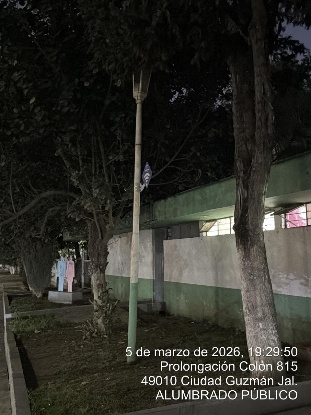 5 de marzo de 2026, 19:29:50
Prolongación Colón 815
49010 Ciudad Guzmán Jal.
ALUMBRADO PÚBLICO